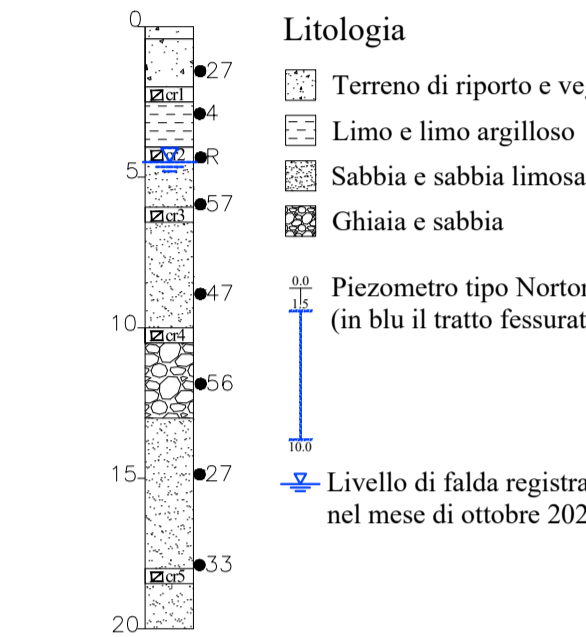 0
27
cr1
4
cr2
R
5
57
cr3
47
10
cr4
56
15
27
33
cr5
20
Litologia
Terreno di riporto e ve
Limo e limo argilloso
Sabbia e sabbia limosa
Ghiaia e sabbia
0.0
1.5
10.0
Piezometro tipo Norton
(in blu il tratto fessurat
Livello di falda registra
nel mese di ottobre 202